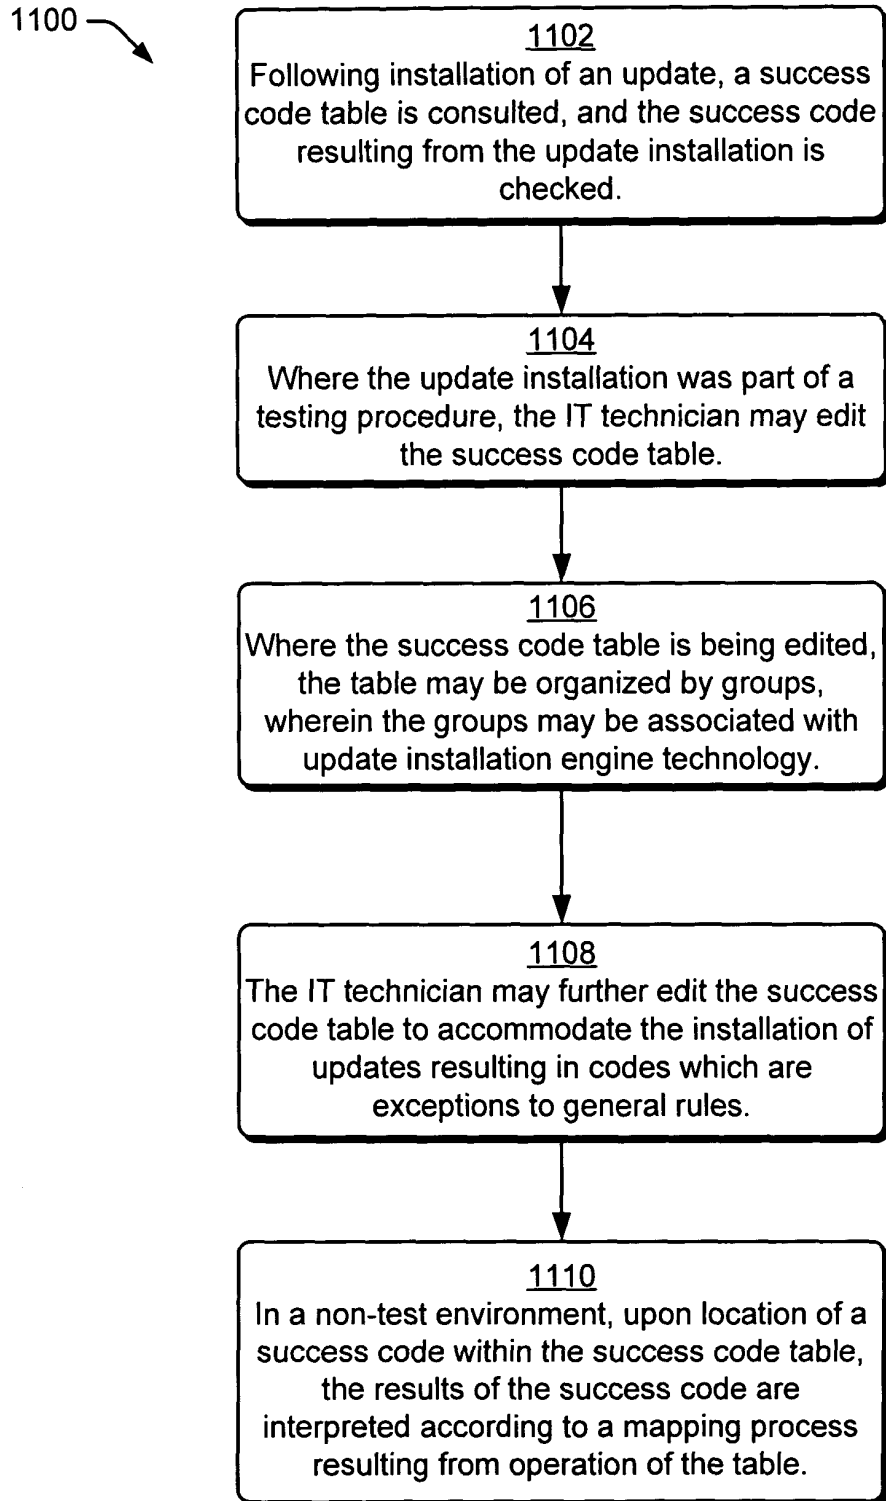 1100
1102
Following installation of an update, a success
code table is consulted, and the success code
resulting from the update installation is
checked.
1104
Where the update installation was part of a
testing procedure, the IT technician may edit
the success code table.
1106
Where the success code table is being edited,
the table may be organized by groups,
wherein the groups may be associated with
update installation engine technology.
1108
The IT technician may further edit the success
code table to accommodate the installation of
updates resulting in codes which are
exceptions to general rules.
1110
In a non-test environment, upon location of a
success code within the success code table,
the results of the success code are
interpreted according to a mapping process
resulting from operation of the table.